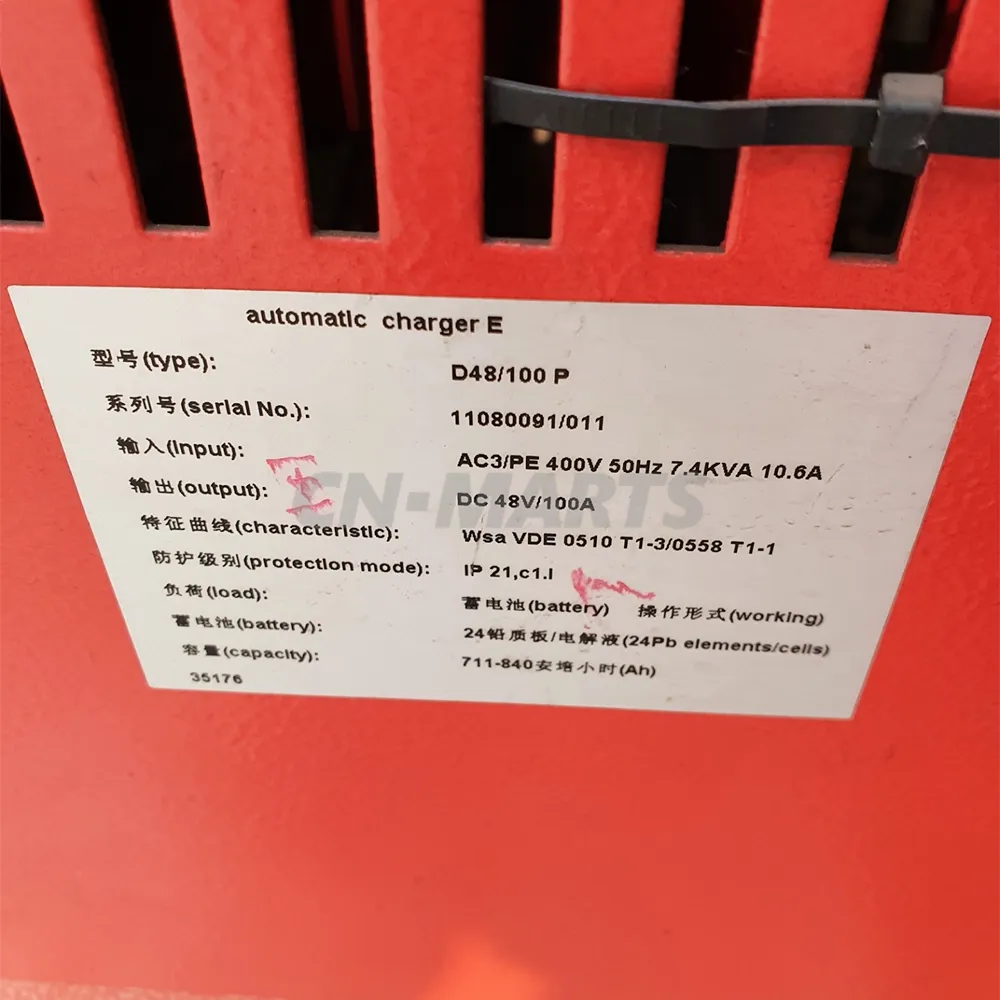 automatic charger E
型号(type): D48/100 P
系列号(serial No.): 11080091/011
输入(Input): AC3/PE 400V 50Hz 7.4KVA 10.6A
输出(output): DC 48V/100A
特征曲线(characteristic): Wsa VDE 0510 T1-3/0558 T1-1
防护级别(protection mode): IP 21,c1.I
负荷(load): 蓄电池(battery) 操作形式(working)
蓄电池(battery): 24铅质板/电解液(24Pb elements/cells)
容量(capacity): 711-840安培小时(Ah)
35176
CN-MARTS